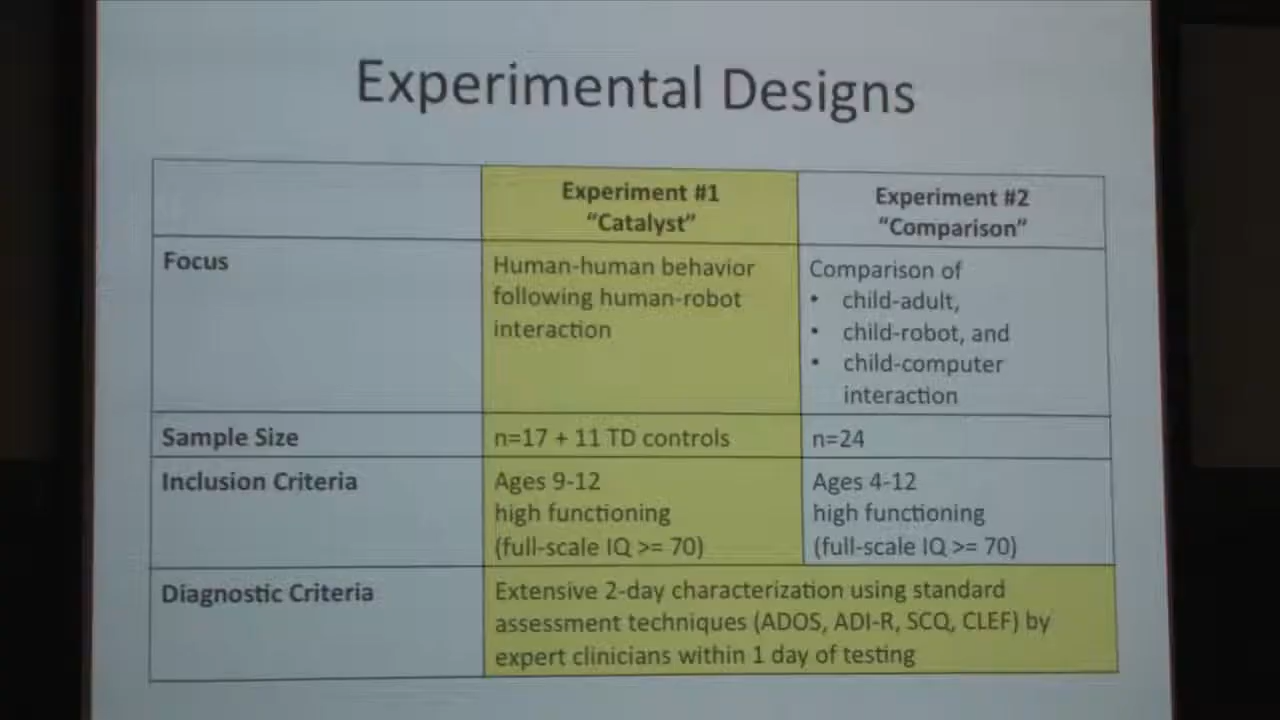 Experimental Designs
Experiment #1
“Catalyst”
Experiment #2
“Comparison”
Focus
Human-human behavior
following human-robot
interaction
Comparison of
• child-adult,
• child-robot, and
• child-computer
interaction
Sample Size
n=17 + 11 TD controls
n=24
Inclusion Criteria
Ages 9-12
high functioning
(full-scale IQ >= 70)
Ages 4-12
high functioning
(full-scale IQ >= 70)
Diagnostic Criteria
Extensive 2-day characterization using standard
assessment techniques (ADOS, ADI-R, SCQ, CLEF) by
expert clinicians within 1 day of testing